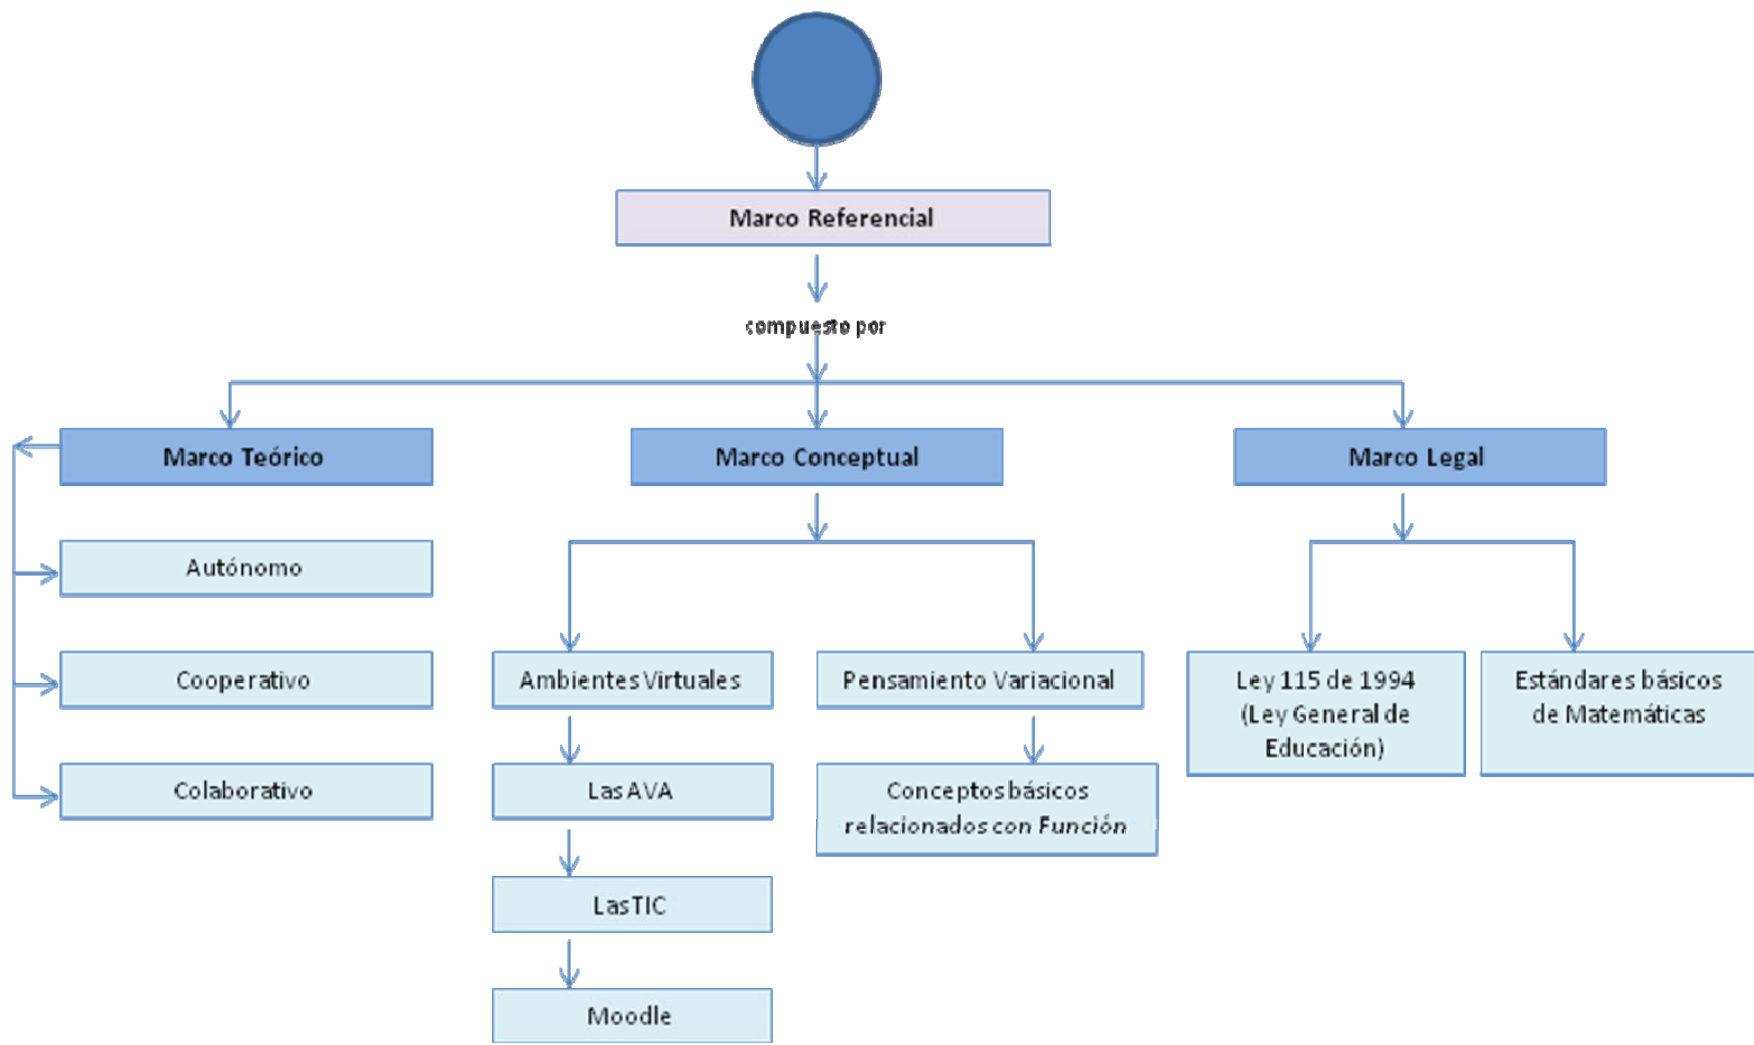 Marco Referencial
compuesto por
Marco Teórico
Marco Conceptual
Marco Legal
Autónomo
Cooperativo
Colaborativo
Ambientes Virtuales
Las AVA
Las TIC
Moodle
Pensamiento Variacional
Conceptos básicos
relacionados con Función
Ley 115 de 1994
(Ley General de
Educación)
Estándares básicos
de Matemáticas